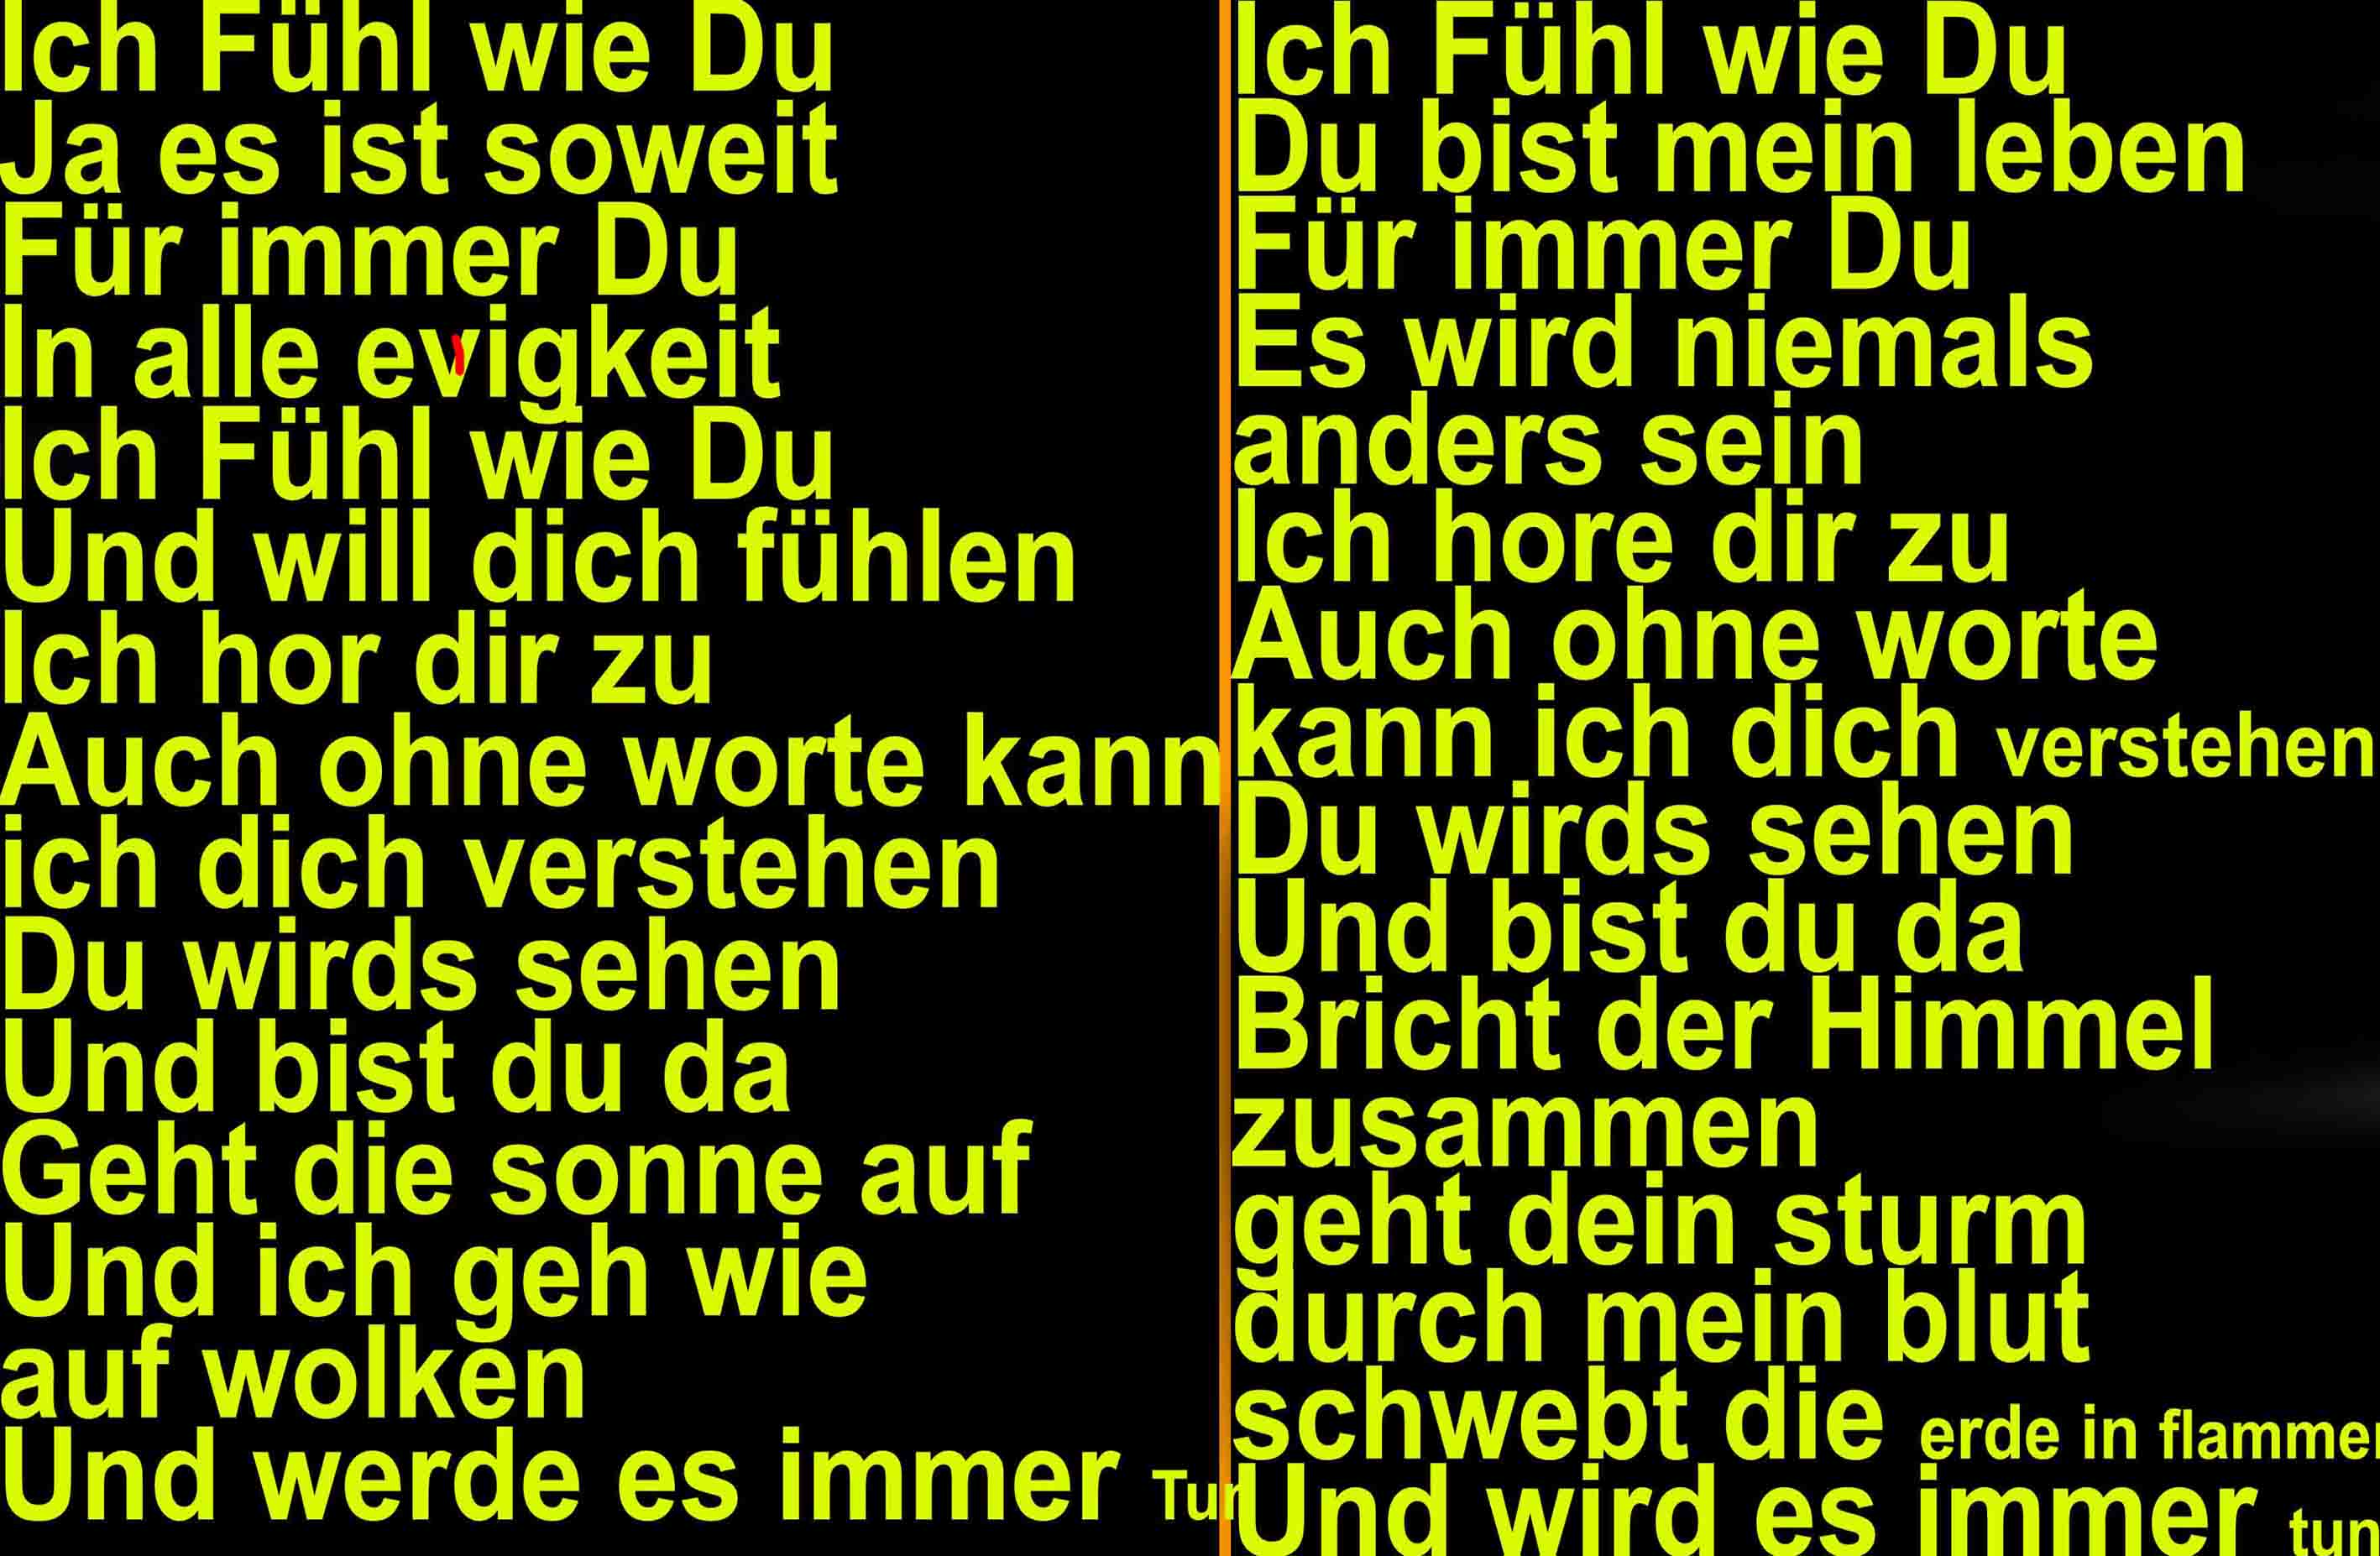 Ich Fühl wie Du
Ja es ist soweit
Für immer Du
In alle evigkeit
Ich Fühl wie Du
Und will dich fühlen
Ich hor dir zu
Auch ohne worte kann
ich dich verstehen
Du wirds sehen
Und bist du da
Geht die sonne auf
Und ich geh wie
auf wolken
Und werde es immer Tun
Ich Fühl wie Du
Du bist mein leben
Für immer Du
Es wird niemals
anders sein
Ich hore dir zu
Auch ohne worte
kann ich dich verstehen
Du wirds sehen
Und bist du da
Bricht der Himmel
zusammen
geht dein sturm
durch mein blut
schwebt die erde in flammen
Und wird es immer tun